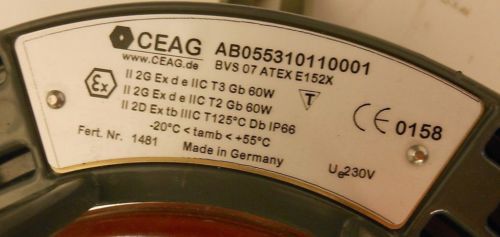 CEAG AB055310110001
www.CEAG.de BVS 07 ATEX E152X
Ex II 2G Ex d e IIC T3 Gb 60W
II 2G Ex d e IIC T2 Gb 60W
II 2D Ex tb IIIC T125°C Db IP66
T
CE 0158
-20°C < tamb < +55°C
Fert. Nr. 1481 Made in Germany
Ue230V